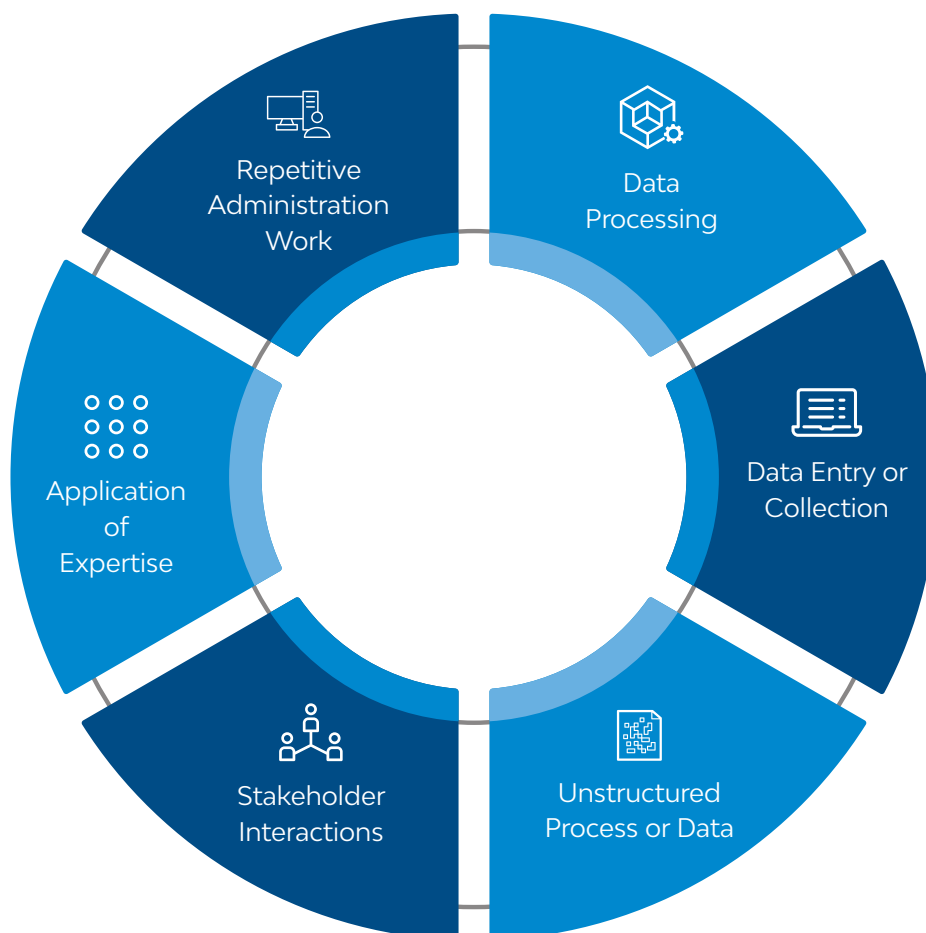 Repetitive
Administration
Work
Data
Processing
Data Entry or
Collection
Unstructured
Process or Data
Stakeholder
Interactions
Application
of
Expertise